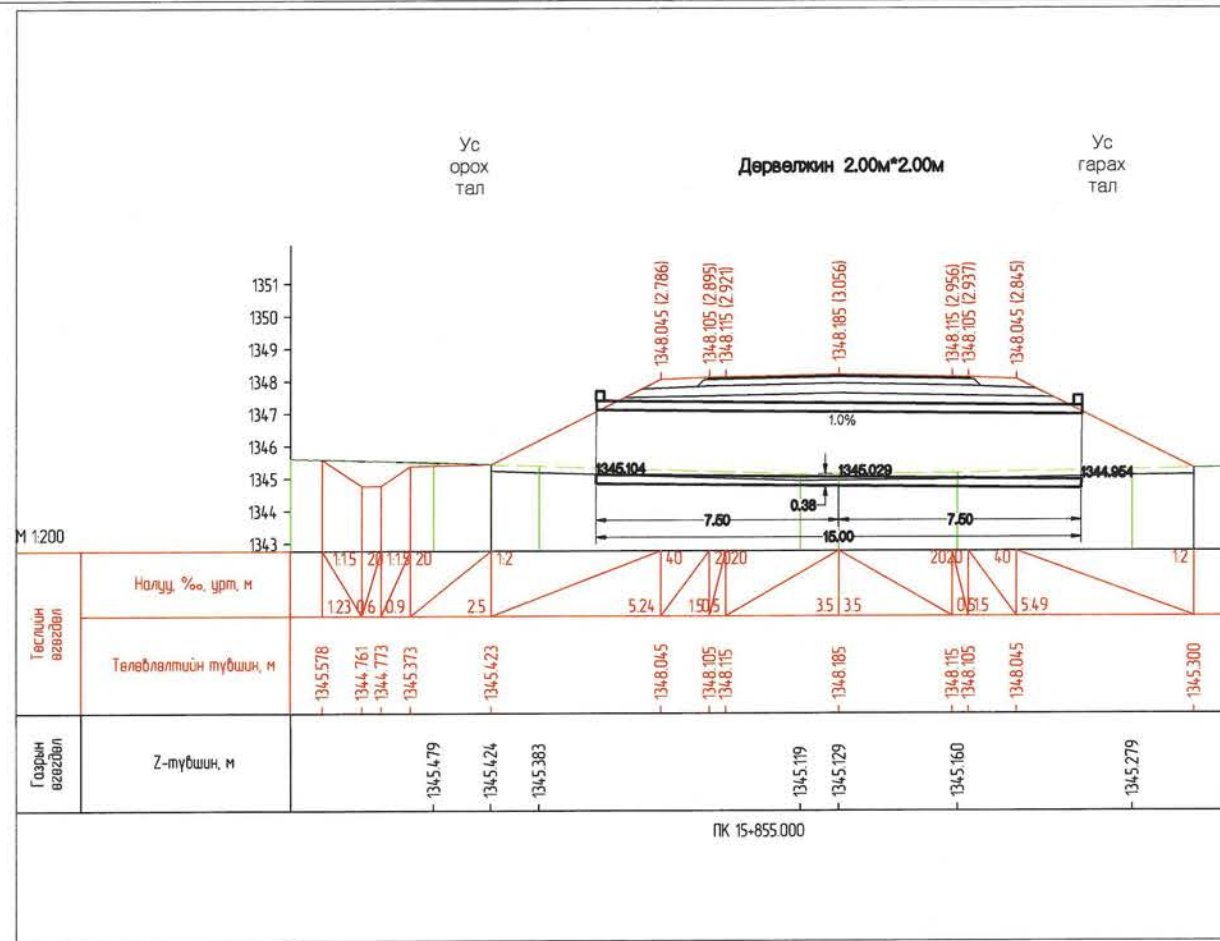 Ус
орох
тал
Дөрвөлжин 2.00м*2.00м
Ус
гарах
тал
1348.045 (2.786)
1348.105 (2.895)
1348.115 (2.921)
1348.185 (3.056)
1348.115 (2.956)
1348.105 (2.937)
1348.045 (2.845)
1351
1350
1349
1348
1347
1346
1345
1344
1343
1.0%
1345.104
1345.029
1344.954
0.38
7.50
7.50
15.00
М 1:200
Төслийн өгөгдөл
Налуу, ‰, урт, м
1:1.5 20 1:1.5 20 1:2 40 20 20 20 20 40 1:2
1.23 0.6 0.9 2.5 5.24 1.5 0.5 3.5 3.5 0.5 1.5 5.49
Төлөвлөлтийн түвшин, м
1345.578 1344.761 1344.773 1345.373 1345.423 1348.045 1348.105 1348.115 1348.185 1348.115 1348.105 1348.045 1345.300
Газрын өгөгдөл
Z-түвшин, м
1345.479 1345.424 1345.383 1345.119 1345.129 1345.160 1345.279
ПК 15+855.000